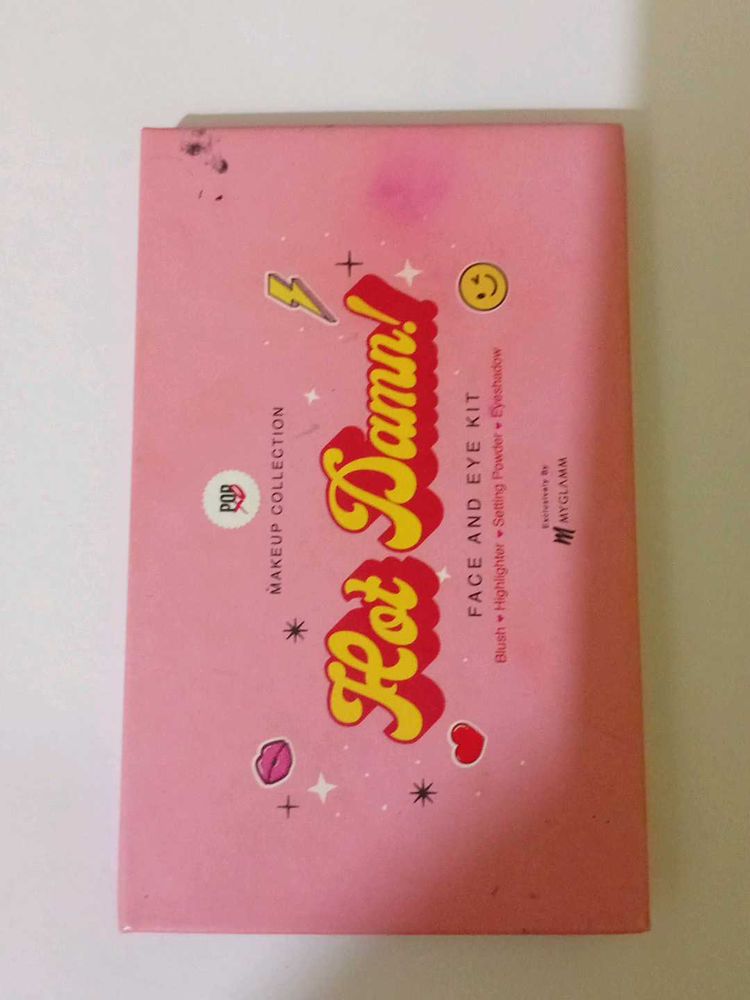 POP
MAKEUP COLLECTION
Hot Damn!
FACE AND EYE KIT
Blush ♥ Highlighter ♥ Setting Powder ♥ Eyeshadow
Exclusively By
MYGLAMM